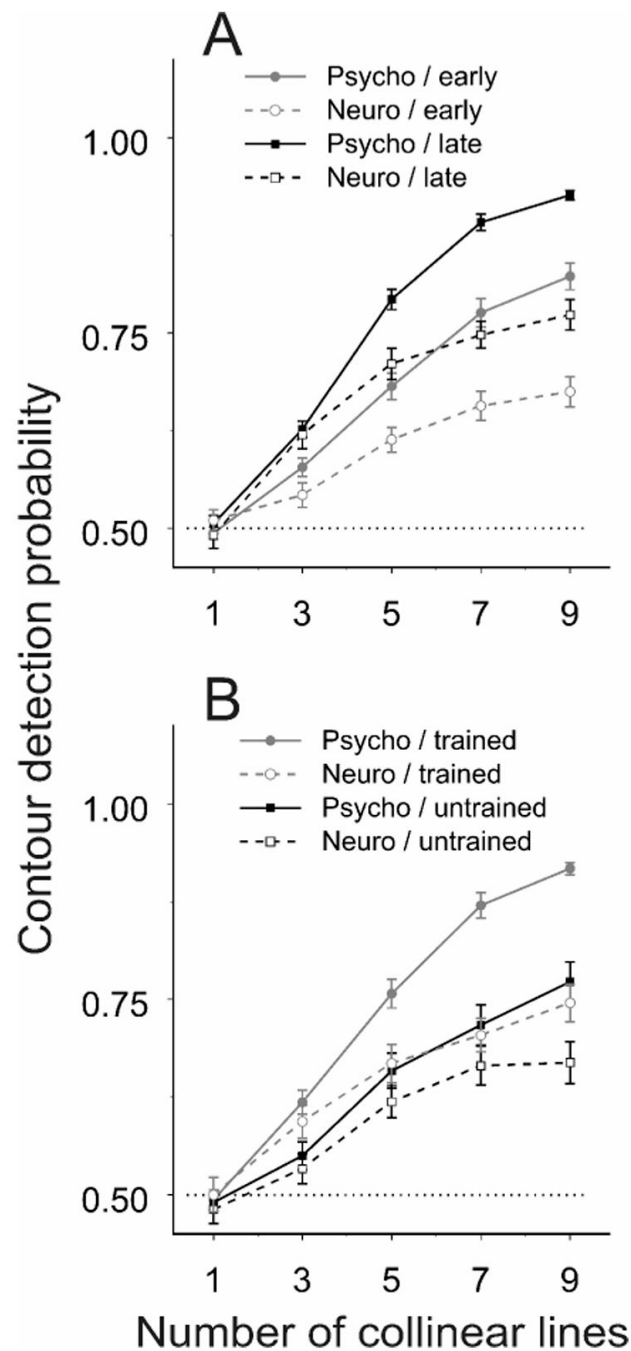 A
Psycho / early
Neuro / early
Psycho / late
Neuro / late
1.00
0.75
0.50
1 3 5 7 9
Contour detection probability
B
Psycho / trained
Neuro / trained
Psycho / untrained
Neuro / untrained
1.00
0.75
0.50
1 3 5 7 9
Number of collinear lines